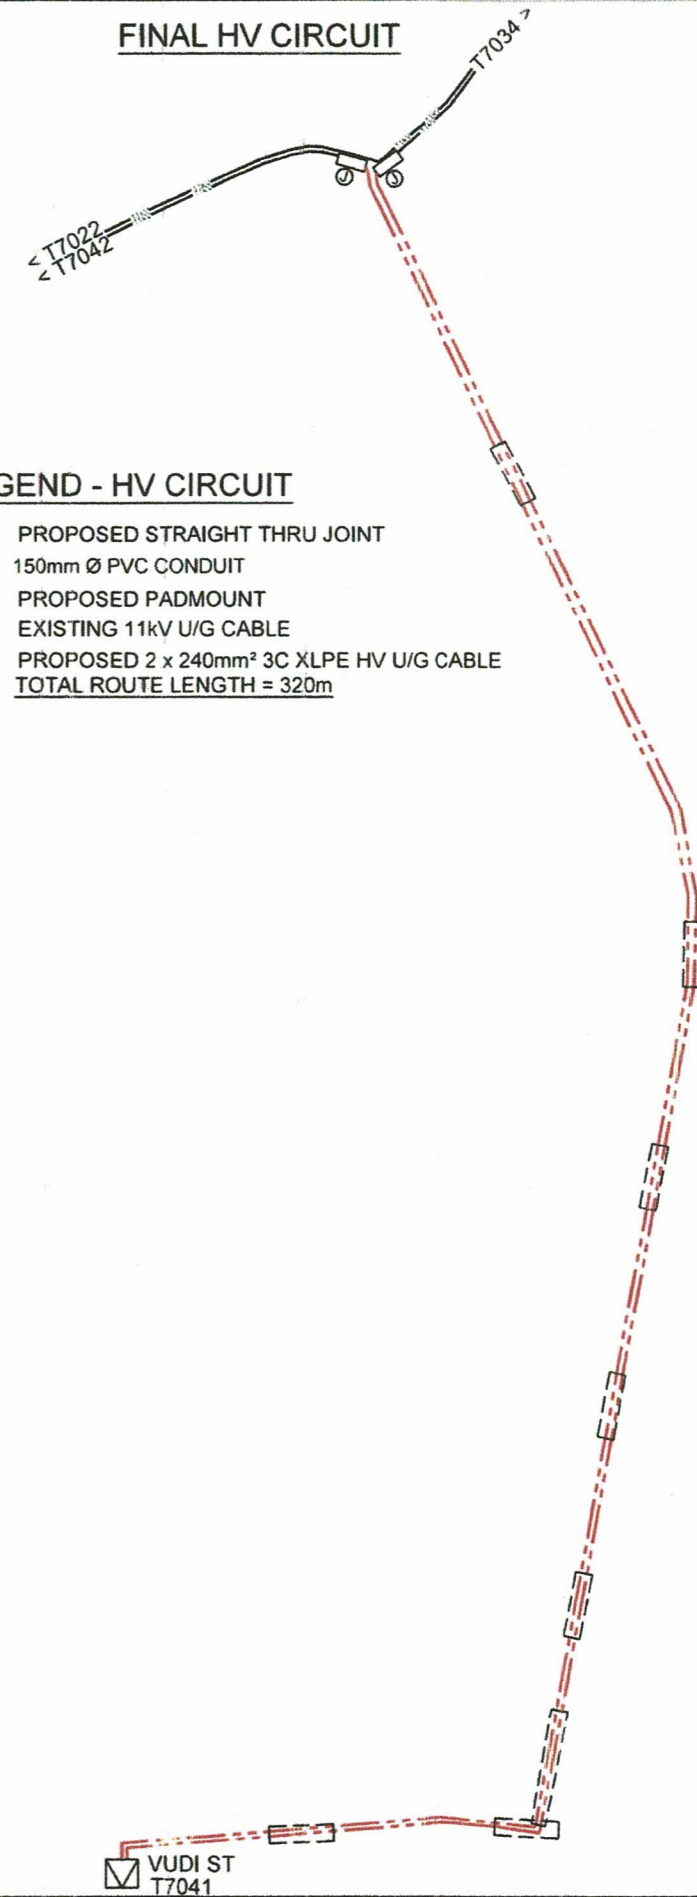 FINAL HV CIRCUIT
T7034 >
< T7022
< T7042
GEND - HV CIRCUIT
PROPOSED STRAIGHT THRU JOINT
150mm Ø PVC CONDUIT
PROPOSED PADMOUNT
EXISTING 11kV U/G CABLE
PROPOSED 2 x 240mm² 3C XLPE HV U/G CABLE
TOTAL ROUTE LENGTH = 320m
J J
VUDI ST
T7041